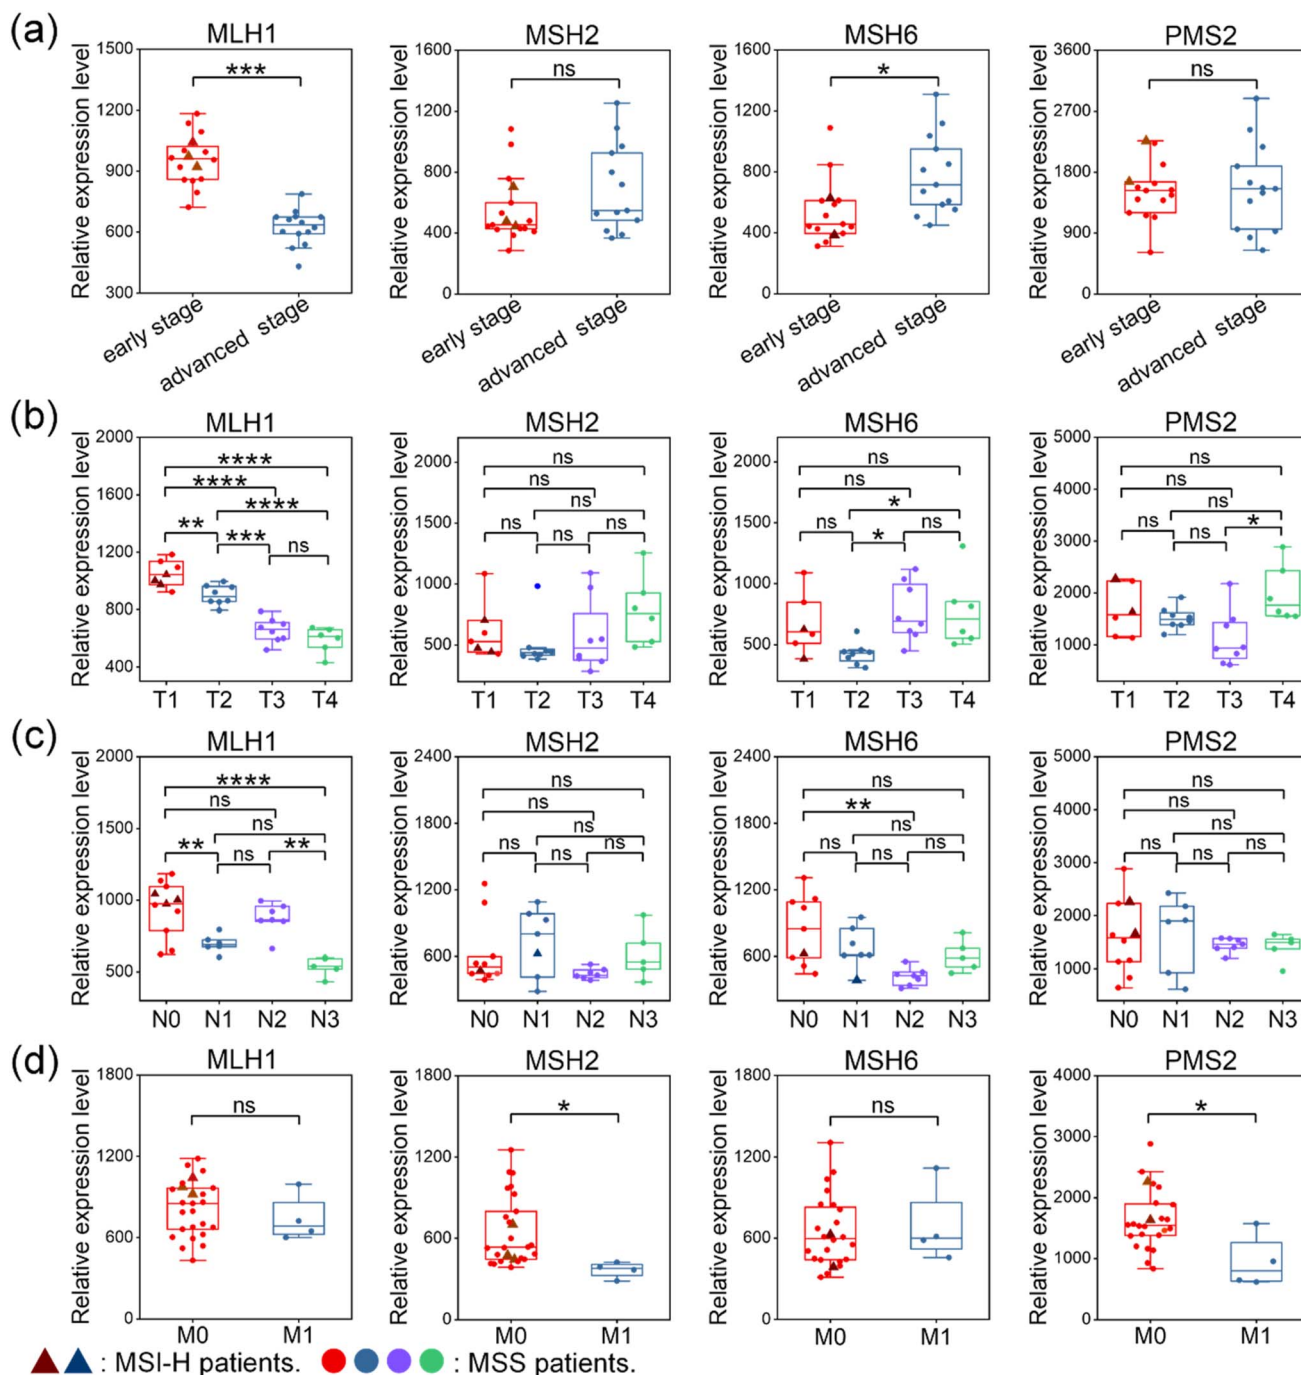 (a)
MLH1
Relative expression level
1500
1200
900
600
300
***
early stage
advanced stage
MSH2
Relative expression level
1600
1200
800
400
0
ns
early stage
advanced stage
MSH6
Relative expression level
1600
1200
800
400
0
*
early stage
advanced stage
PMS2
Relative expression level
3600
2700
1800
900
0
ns
early stage
advanced stage
(b)
MLH1
Relative expression level
2000
1600
1200
800
400
****
****
****
**
***
ns
T1 T2 T3 T4
MSH2
Relative expression level
2000
1500
1000
500
ns
ns
ns
ns
ns
ns
T1 T2 T3 T4
MSH6
Relative expression level
2000
1500
1000
500
ns
ns
*
ns
*
ns
T1 T2 T3 T4
PMS2
Relative expression level
5000
4000
3000
2000
1000
ns
ns
ns
ns
ns
*
T1 T2 T3 T4
(c)
MLH1
Relative expression level
2000
1500
1000
500
****
ns
ns
**
ns
**
N0 N1 N2 N3
MSH2
Relative expression level
2400
1800
1200
600
ns
ns
ns
ns
ns
ns
N0 N1 N2 N3
MSH6
Relative expression level
2400
1800
1200
600
ns
**
ns
ns
ns
ns
N0 N1 N2 N3
PMS2
Relative expression level
5000
4000
3000
2000
1000
ns
ns
ns
ns
ns
ns
N0 N1 N2 N3
(d)
MLH1
Relative expression level
1800
1200
600
0
ns
M0 M1
MSH2
Relative expression level
1800
1200
600
0
*
M0 M1
MSH6
Relative expression level
1800
1200
600
0
ns
M0 M1
PMS2
Relative expression level
4000
3000
2000
1000
0
*
M0 M1
: MSI-H patients.
: MSS patients.